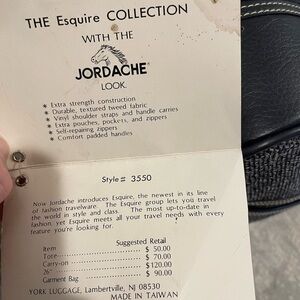 THE Esquire COLLECTION
WITH THE
JORDACHE
LOOK.
* Extra strength construction
* Durable, textured tweed fabric
* Vinyl shoulder straps and handle carries
* Extra pouches, pockets, and zippers
* Self-repairing zippers
* Comfort padded handles
Style# 3550
Now Jordache introduces Esquire, the newest in its line
of fashion travelware. The Esquire group lets you travel
the world in style and class. The most up-to-date in
fashion, yet Esquire meets all your travel needs with every
feature you're looking for.
Item Suggested Retail
Tote $ 50.00
Carry-on $ 70.00
26" $120.00
Garment Bag $ 90.00
YORK LUGGAGE, Lambertville, NJ 08530
MADE IN TAIWAN